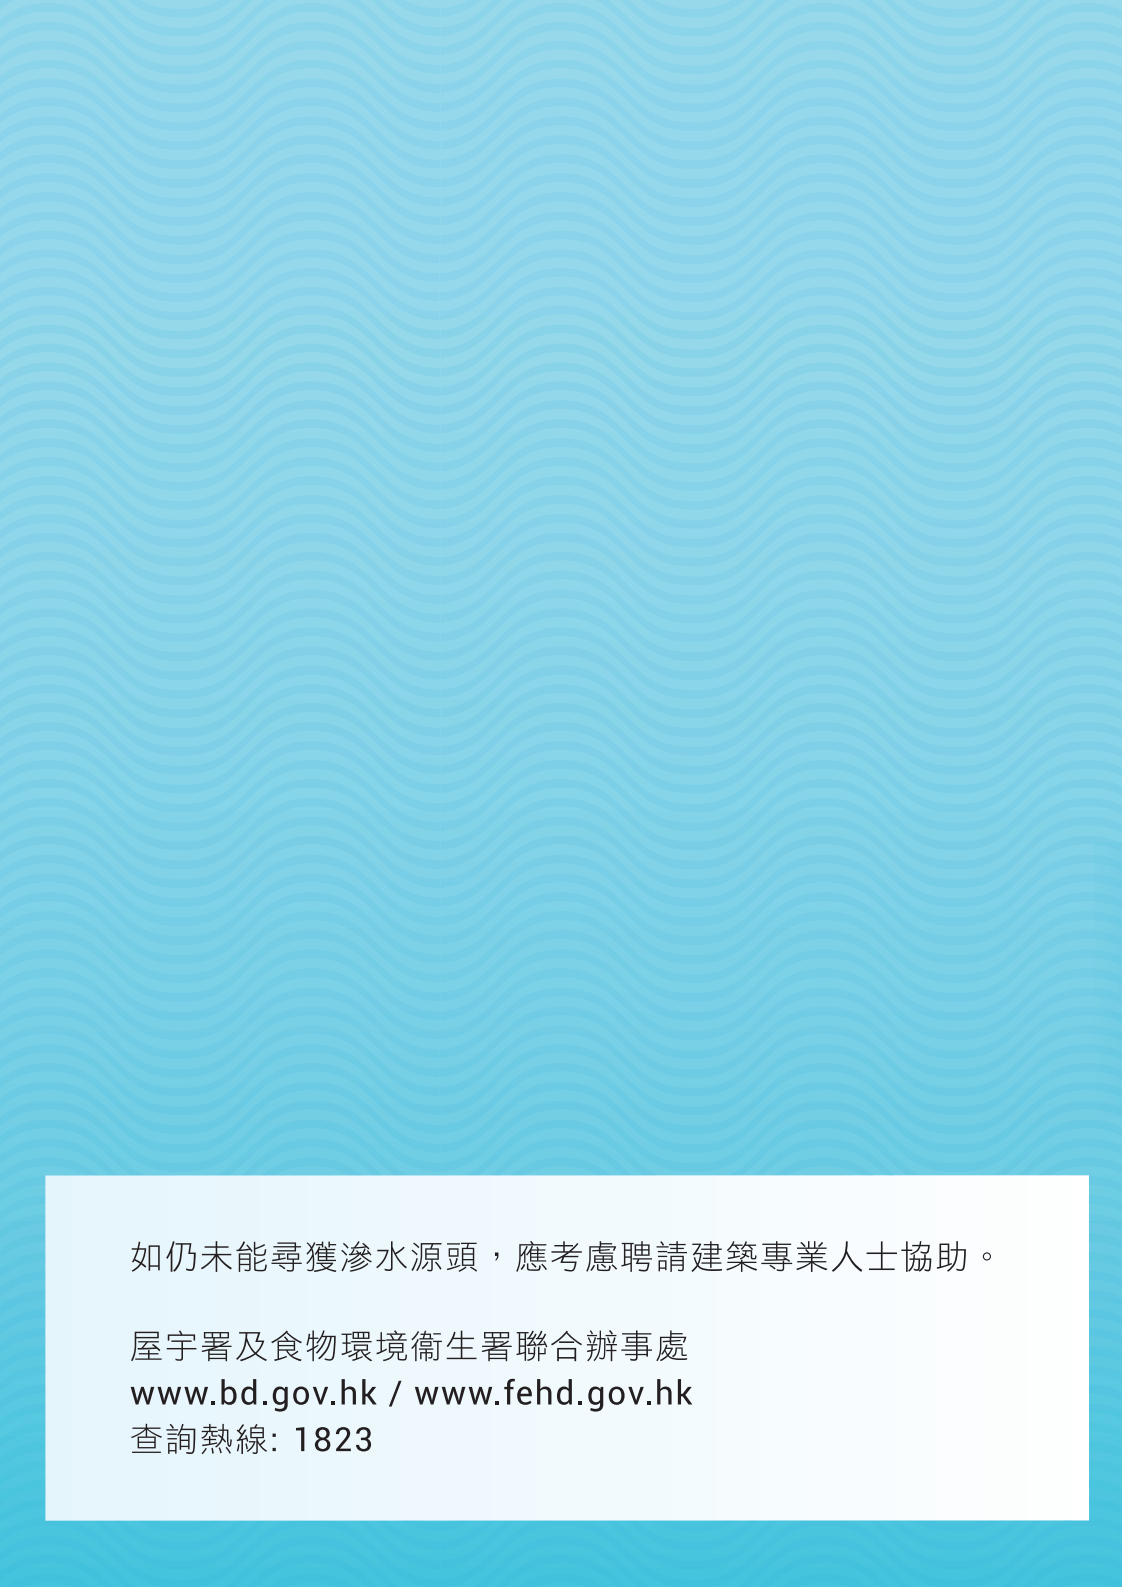 如仍未能尋獲滲水源頭，應考慮聘請建築專業人士協助。
屋宇署及食物環境衞生署聯合辦事處
www.bd.gov.hk / www.fehd.gov.hk
查詢熱線: 1823